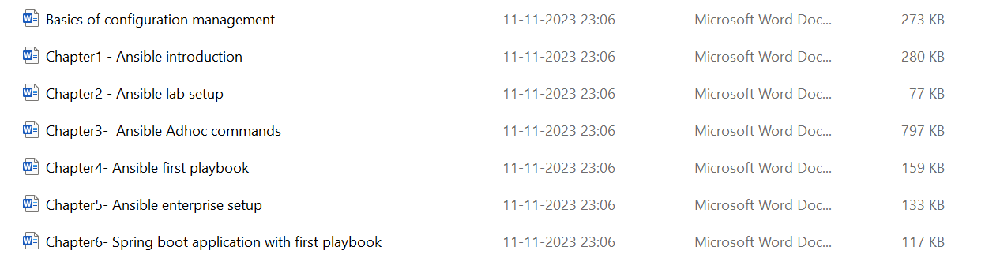 Basics of configuration management 11-11-2023 23:06 Microsoft Word Doc... 273 KB
Chapter1 - Ansible introduction 11-11-2023 23:06 Microsoft Word Doc... 280 KB
Chapter2 - Ansible lab setup 11-11-2023 23:06 Microsoft Word Doc... 77 KB
Chapter3-  Ansible Adhoc commands 11-11-2023 23:06 Microsoft Word Doc... 797 KB
Chapter4- Ansible first playbook 11-11-2023 23:06 Microsoft Word Doc... 159 KB
Chapter5- Ansible enterprise setup 11-11-2023 23:06 Microsoft Word Doc... 133 KB
Chapter6- Spring boot application with first playbook 11-11-2023 23:06 Microsoft Word Doc... 117 KB